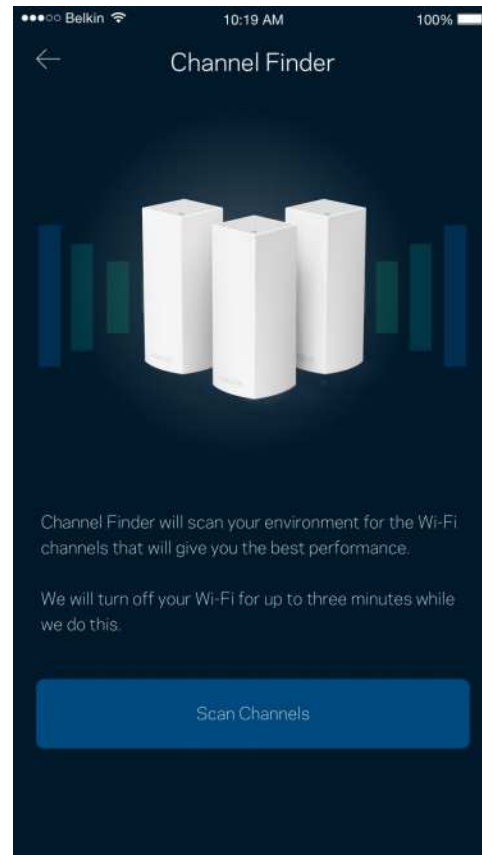 Belkin 10:19 AM 100%
Channel Finder
Channel Finder will scan your environment for the Wi-Fi
channels that will give you the best performance.
We will turn off your Wi-Fi for up to three minutes while
we do this.
Scan Channels